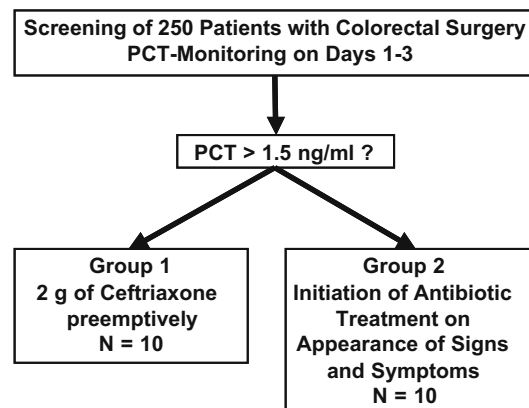 Screening of 250 Patients with Colorectal Surgery
PCT-Monitoring on Days 1-3
PCT > 1.5 ng/ml ?
Group 1
2 g of Ceftriaxone
preemptively
N = 10
Group 2
Initiation of Antibiotic
Treatment on
Appearance of Signs
and Symptoms
N = 10